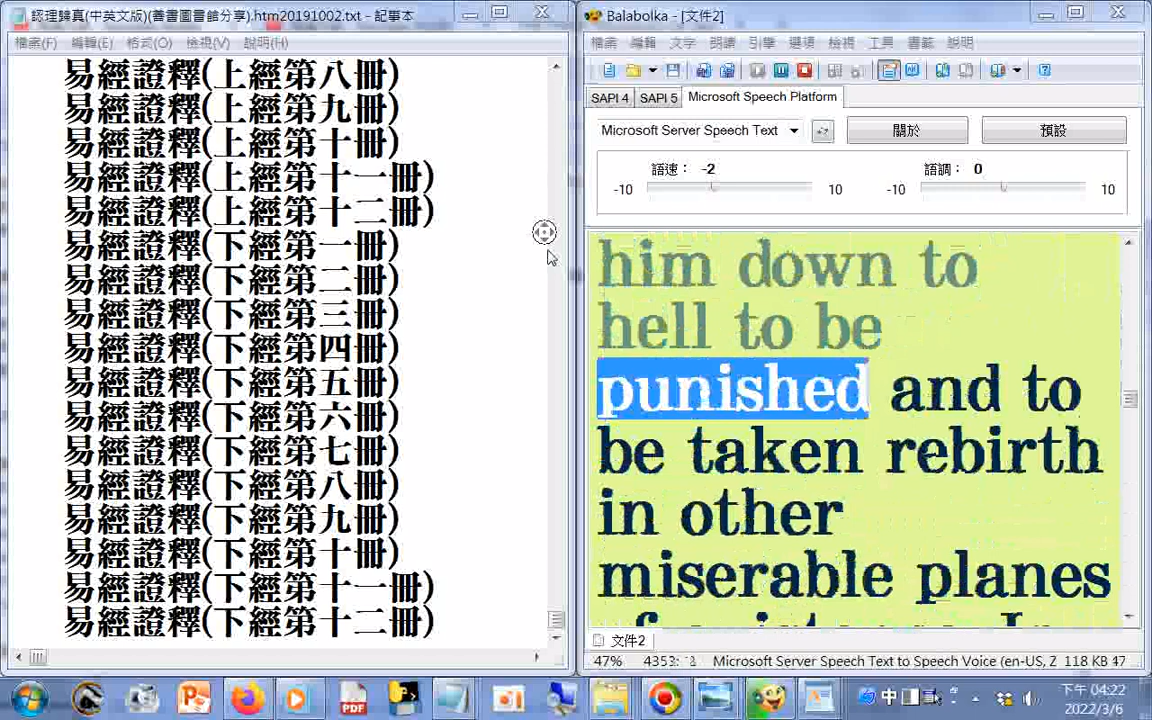 認理歸真(中英文版)(善書圖書館分享).htm20191002.txt - 記事本
檔案(F) 編輯(E) 格式(O) 檢視(V) 說明(H)
易經證釋(上經第八冊)
易經證釋(上經第九冊)
易經證釋(上經第十冊)
易經證釋(上經第十一冊)
易經證釋(上經第十二冊)
易經證釋(下經第一冊)
易經證釋(下經第二冊)
易經證釋(下經第三冊)
易經證釋(下經第四冊)
易經證釋(下經第五冊)
易經證釋(下經第六冊)
易經證釋(下經第七冊)
易經證釋(下經第八冊)
易經證釋(下經第九冊)
易經證釋(下經第十冊)
易經證釋(下經第十一冊)
易經證釋(下經第十二冊)
Balabolka - [文件2]
檔案 編輯 文字 朗讀 引擎 選項 檢視 工具 書籤 說明
SAPI 4 SAPI 5 Microsoft Speech Platform
Microsoft Server Speech Text 關於 預設
語速: -2 語調: 0
-10 10 -10 10
him down to
hell to be
punished and to
be taken rebirth
in other
miserable planes
文件2
47% Microsoft Server Speech Text to Speech Voice (en-US, Z 118 KB 47
PDF
中
下午 04:22
2022/3/6